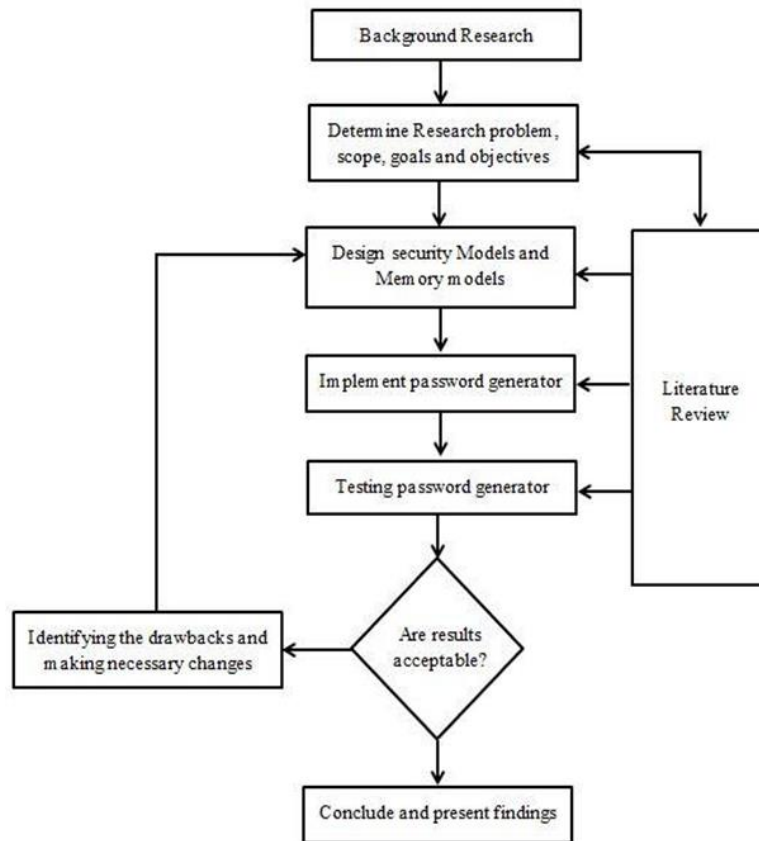 Background Research
Determine Research problem,
scope, goals and objectives
Design security Models and
Memory models
Implement password generator
Literature
Review
Testing password generator
Are results
acceptable?
Identifying the drawbacks and
making necessary changes
Conclude and present findings